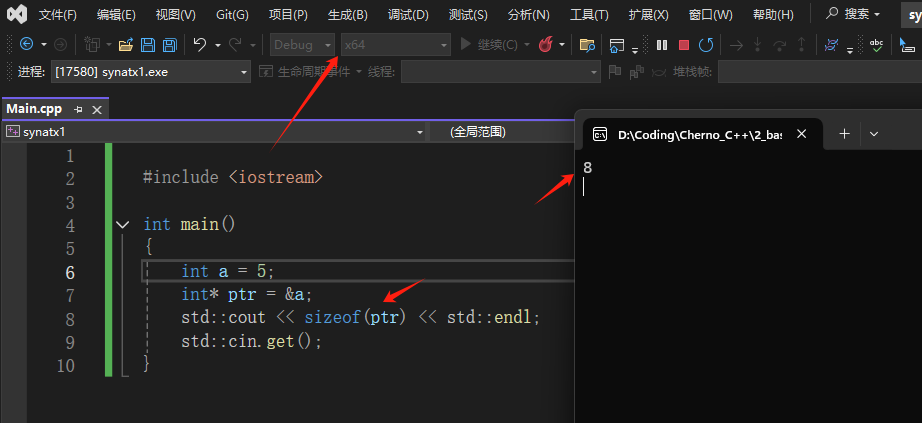 文件(F) 编辑(E) 视图(V) Git(G) 项目(P) 生成(B) 调试(D) 测试(S) 分析(N) 工具(T) 扩展(X) 窗口(W) 帮助(H) 搜索 sy
Debug x64 继续(C)
进程: [17580] synatx1.exe 生命周期事件 线程: 堆栈帧:
Main.cpp
synatx1 (全局范围)
D:\Coding\Cherno_C++\2_bas
8
1
2 #include <iostream>
3
4 int main()
5 {
6 int a = 5;
7 int* ptr = &a;
8 std::cout << sizeof(ptr) << std::endl;
9 std::cin.get();
10 }